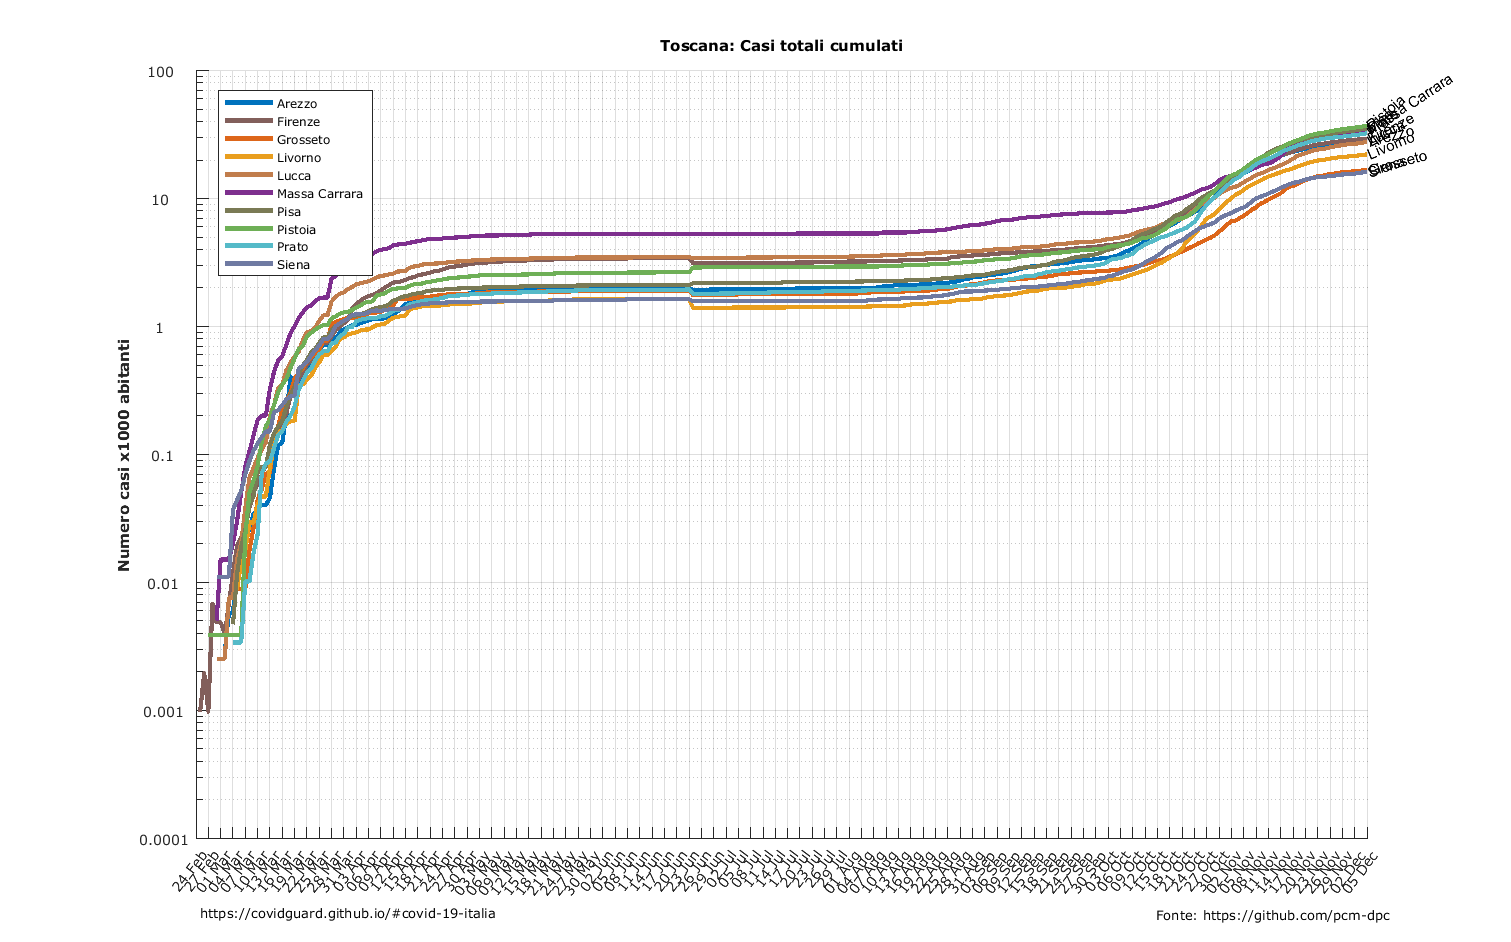 Toscana: Casi totali cumulati
Numero casi x1000 abitanti
100
10
1
0.1
0.01
0.001
0.0001
Arezzo
Firenze
Grosseto
Livorno
Lucca
Massa Carrara
Pisa
Pistoia
Prato
Siena
Pistoia
Massa Carrara
Firenze
Arezzo
Livorno
Grosseto
Siena
24 Feb
27 Feb
01 Mar
04 Mar
07 Mar
10 Mar
13 Mar
16 Mar
19 Mar
22 Mar
25 Mar
28 Mar
31 Mar
03 Apr
06 Apr
09 Apr
12 Apr
15 Apr
18 Apr
21 Apr
24 Apr
27 Apr
30 Apr
03 May
06 May
09 May
12 May
15 May
18 May
21 May
24 May
27 May
30 May
02 Jun
05 Jun
08 Jun
11 Jun
14 Jun
17 Jun
20 Jun
23 Jun
26 Jun
29 Jun
02 Jul
05 Jul
08 Jul
11 Jul
14 Jul
17 Jul
20 Jul
23 Jul
26 Jul
29 Jul
01 Aug
04 Aug
07 Aug
10 Aug
13 Aug
16 Aug
19 Aug
22 Aug
25 Aug
28 Aug
31 Aug
03 Sep
06 Sep
09 Sep
12 Sep
15 Sep
18 Sep
21 Sep
24 Sep
27 Sep
30 Sep
03 Oct
06 Oct
09 Oct
12 Oct
15 Oct
18 Oct
21 Oct
24 Oct
27 Oct
30 Oct
02 Nov
05 Nov
08 Nov
11 Nov
14 Nov
17 Nov
20 Nov
23 Nov
26 Nov
29 Nov
02 Dec
05 Dec
https://covidguard.github.io/#covid-19-italia
Fonte: https://github.com/pcm-dpc